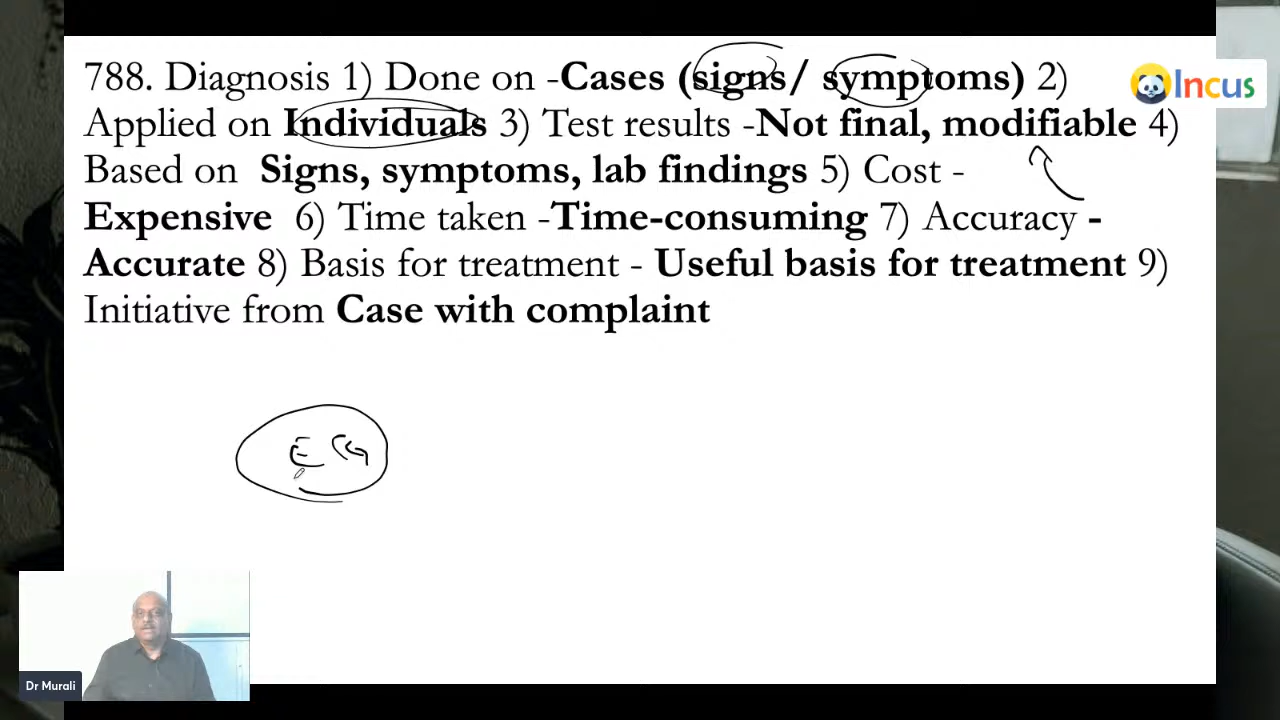 788. Diagnosis 1) Done on -Cases (signs/ symptoms) 2)
Applied on Individuals 3) Test results -Not final, modifiable 4)
Based on Signs, symptoms, lab findings 5) Cost -
Expensive 6) Time taken -Time-consuming 7) Accuracy -
Accurate 8) Basis for treatment - Useful basis for treatment 9)
Initiative from Case with complaint
Incus
ECG
Dr Murali